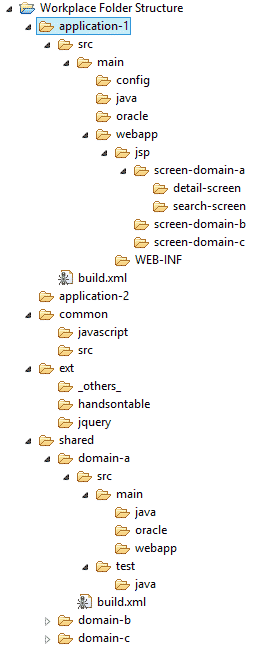 Workplace Folder Structure
application-1
src
main
config
java
oracle
webapp
jsp
screen-domain-a
detail-screen
search-screen
screen-domain-b
screen-domain-c
WEB-INF
build.xml
application-2
common
javascript
src
ext
_others_
handsontable
jquery
shared
domain-a
src
main
java
oracle
webapp
test
java
build.xml
domain-b
domain-c